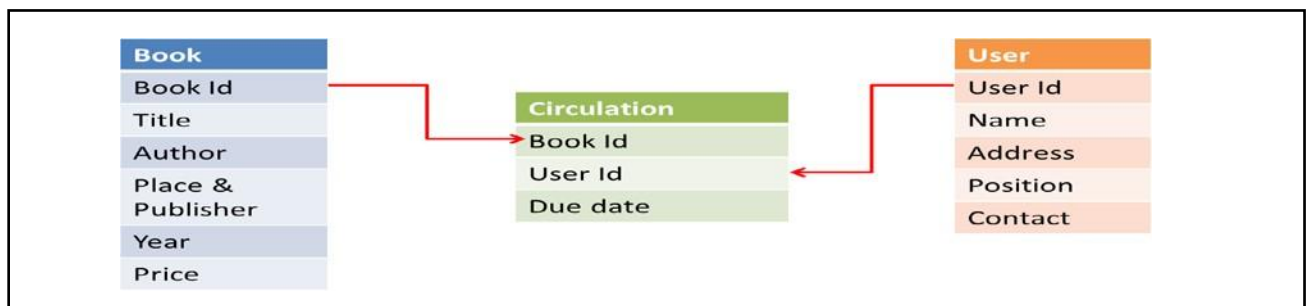 Book
Book Id
Title
Author
Place &
Publisher
Year
Price
Circulation
Book Id
User Id
Due date
User
User Id
Name
Address
Position
Contact